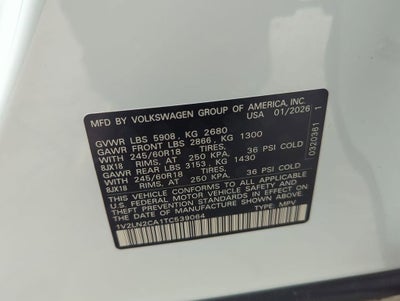 MFD BY VOLKSWAGEN GROUP OF AMERICA, INC.
USA 01/2026
GVWR LBS 5908, KG 2680
GAWR FRONT LBS 2866, KG 1300
WITH 245/60R18 TIRES,
8JX18 RIMS, AT 250 KPA, 36 PSI COLD
GAWR REAR LBS 3153, KG 1430
WITH 245/60R18 TIRES,
8JX18 RIMS, AT 250 KPA, 36 PSI COLD
THIS VEHICLE CONFORMS TO ALL APPLICABLE
U.S. FEDERAL MOTOR VEHICLE SAFETY AND
THEFT PREVENTION STANDARDS IN EFFECT
ON THE DATE OF MANUFACTURE SHOWN ABOVE.
1V2LN2CA1TC539064 TYPE: MPV
0320361 1